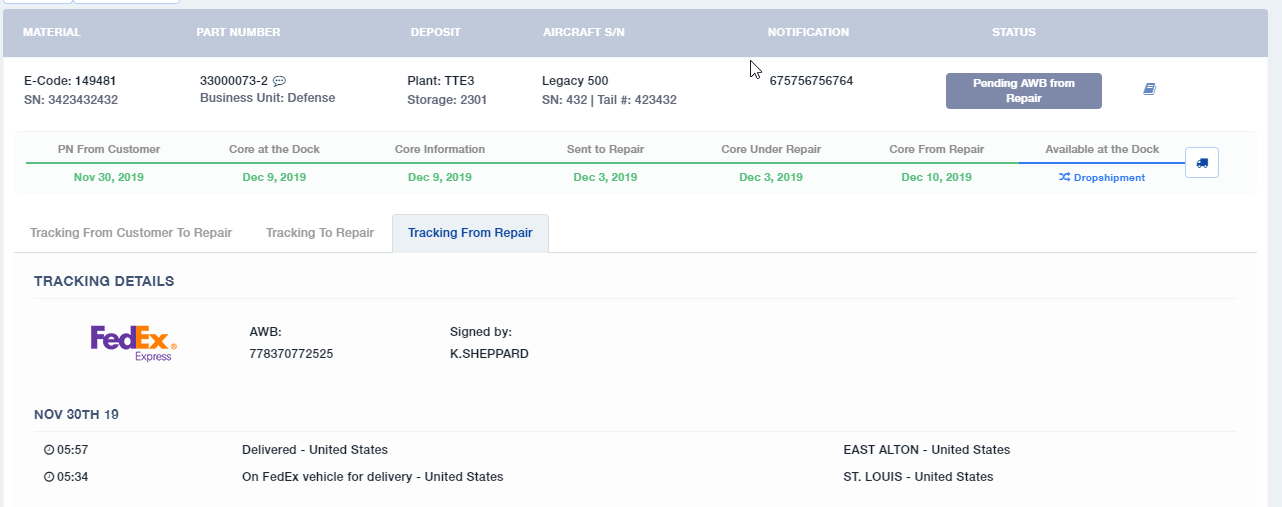 MATERIAL PART NUMBER DEPOSIT AIRCRAFT S/N NOTIFICATION STATUS
E-Code: 149481 33000073-2 Plant: TTE3 Legacy 500 675756756764 Pending AWB from
Repair
SN: 3423432432 Business Unit: Defense Storage: 2301 SN: 432 | Tail #: 423432
PN From Customer Core at the Dock Core Information Sent to Repair Core Under Repair Core From Repair Available at the Dock
Nov 30, 2019 Dec 9, 2019 Dec 9, 2019 Dec 3, 2019 Dec 3, 2019 Dec 10, 2019 Dropshipment
Tracking From Customer To Repair Tracking To Repair Tracking From Repair
TRACKING DETAILS
FedEx®
Express
AWB: Signed by:
778370772525 K.SHEPPARD
NOV 30TH 19
05:57 Delivered - United States EAST ALTON - United States
05:34 On FedEx vehicle for delivery - United States ST. LOUIS - United States